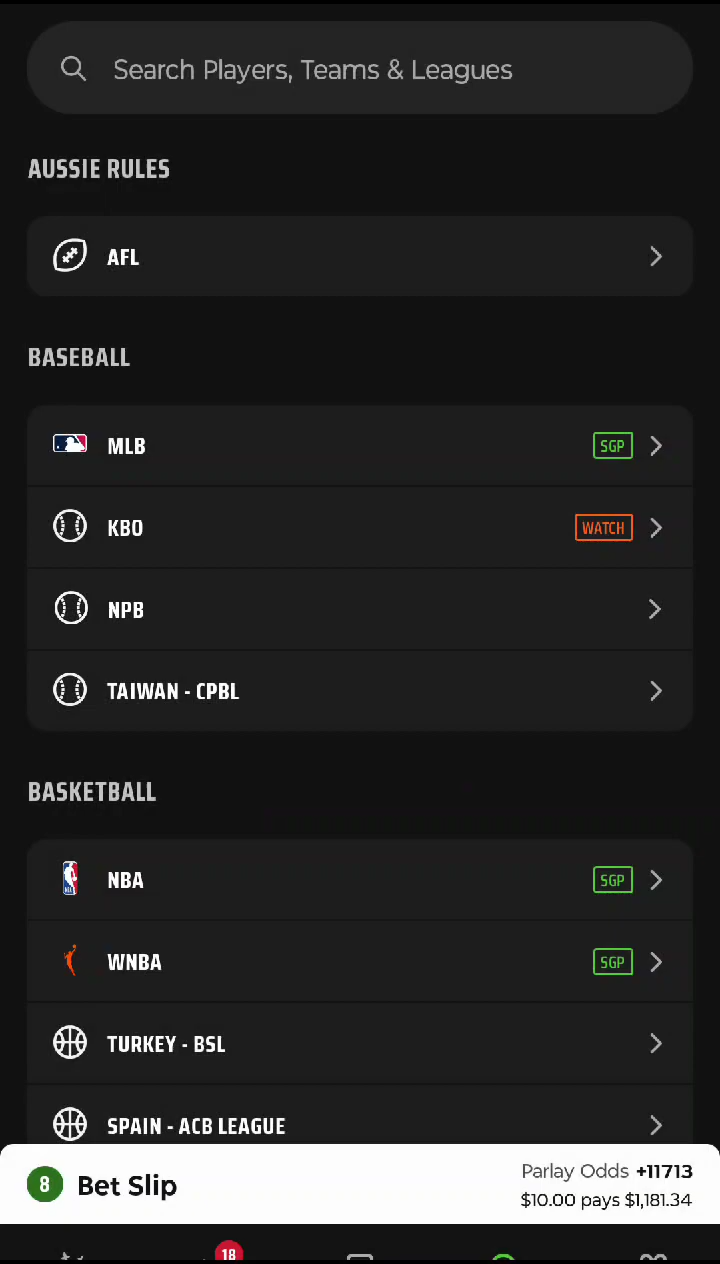 Search Players, Teams & Leagues
AUSSIE RULES
AFL
BASEBALL
MLB SGP
KBO WATCH
NPB
TAIWAN - CPBL
BASKETBALL
NBA SGP
WNBA SGP
TURKEY - BSL
SPAIN - ACB LEAGUE
8 Bet Slip Parlay Odds +11713
$10.00 pays $1,181.34
18